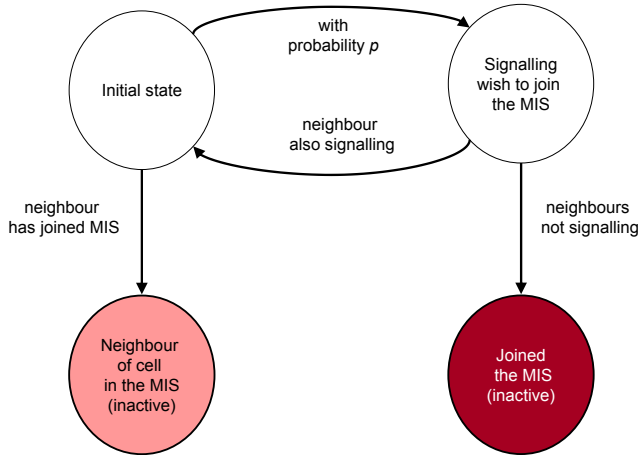 with
probability p
Initial state
Signalling
wish to join
the MIS
neighbour
also signalling
neighbour
has joined MIS
neighbours
not signalling
Neighbour
of cell
in the MIS
(inactive)
Joined
the MIS
(inactive)